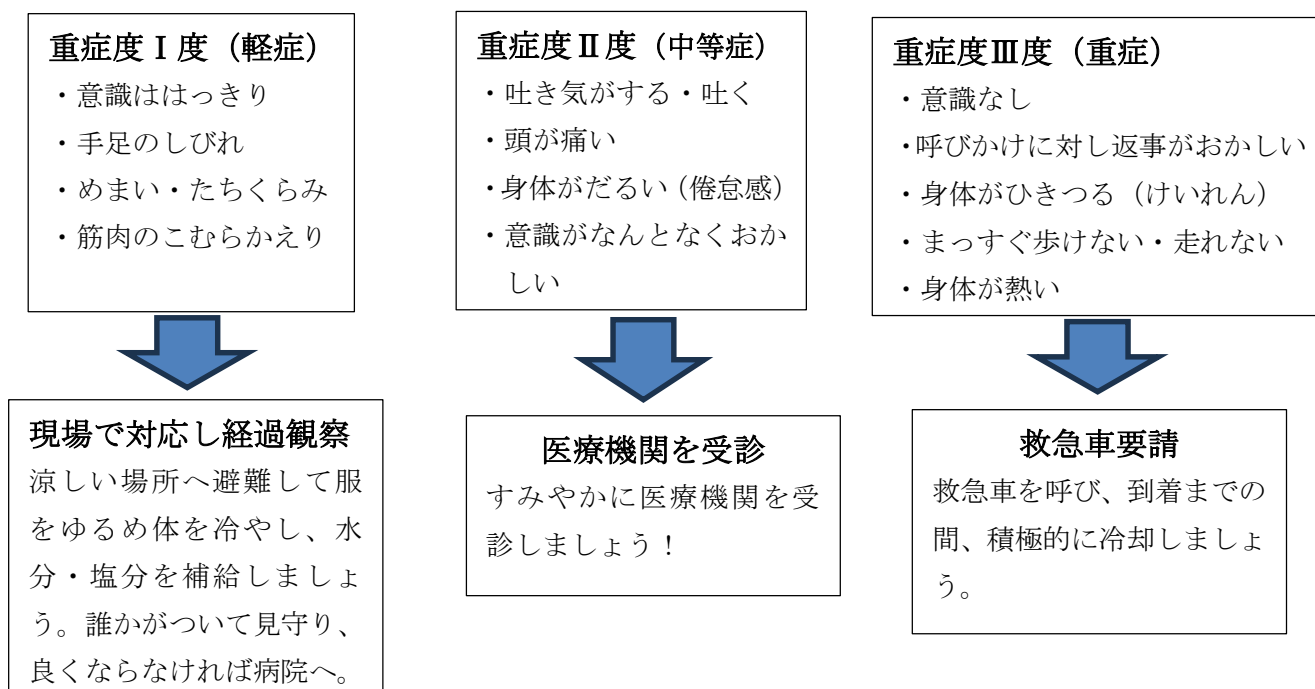 重症度Ⅰ度（軽症）
・意識ははっきり
・手足のしびれ
・めまい・たちくらみ
・筋肉のこむらかえり
重症度Ⅱ度（中等症）
・吐き気がする・吐く
・頭が痛い
・身体がだるい（倦怠感）
・意識がなんとなくおか
しい
重症度Ⅲ度（重症）
・意識なし
・呼びかけに対し返事がおかしい
・身体がひきつる（けいれん）
・まっすぐ歩けない・走れない
・身体が熱い
現場で対応し経過観察
涼しい場所へ避難して服
をゆるめ体を冷やし、水
分・塩分を補給しましょ
う。誰かがついて見守り、
良くならなければ病院へ。
医療機関を受診
すみやかに医療機関を受
診しましょう！
救急車要請
救急車を呼び、到着までの
間、積極的に冷却しましょ
う。